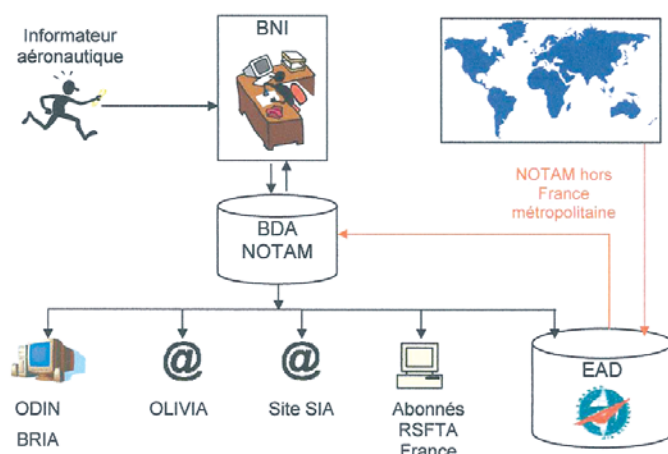 Informateur
aéronautique
BNI
NOTAM hors
France
métropolitaine
BDA
NOTAM
@
@
EAD
ODIN
BRIA
OLIVIA
Site SIA
Abonnés
RSFTA
France